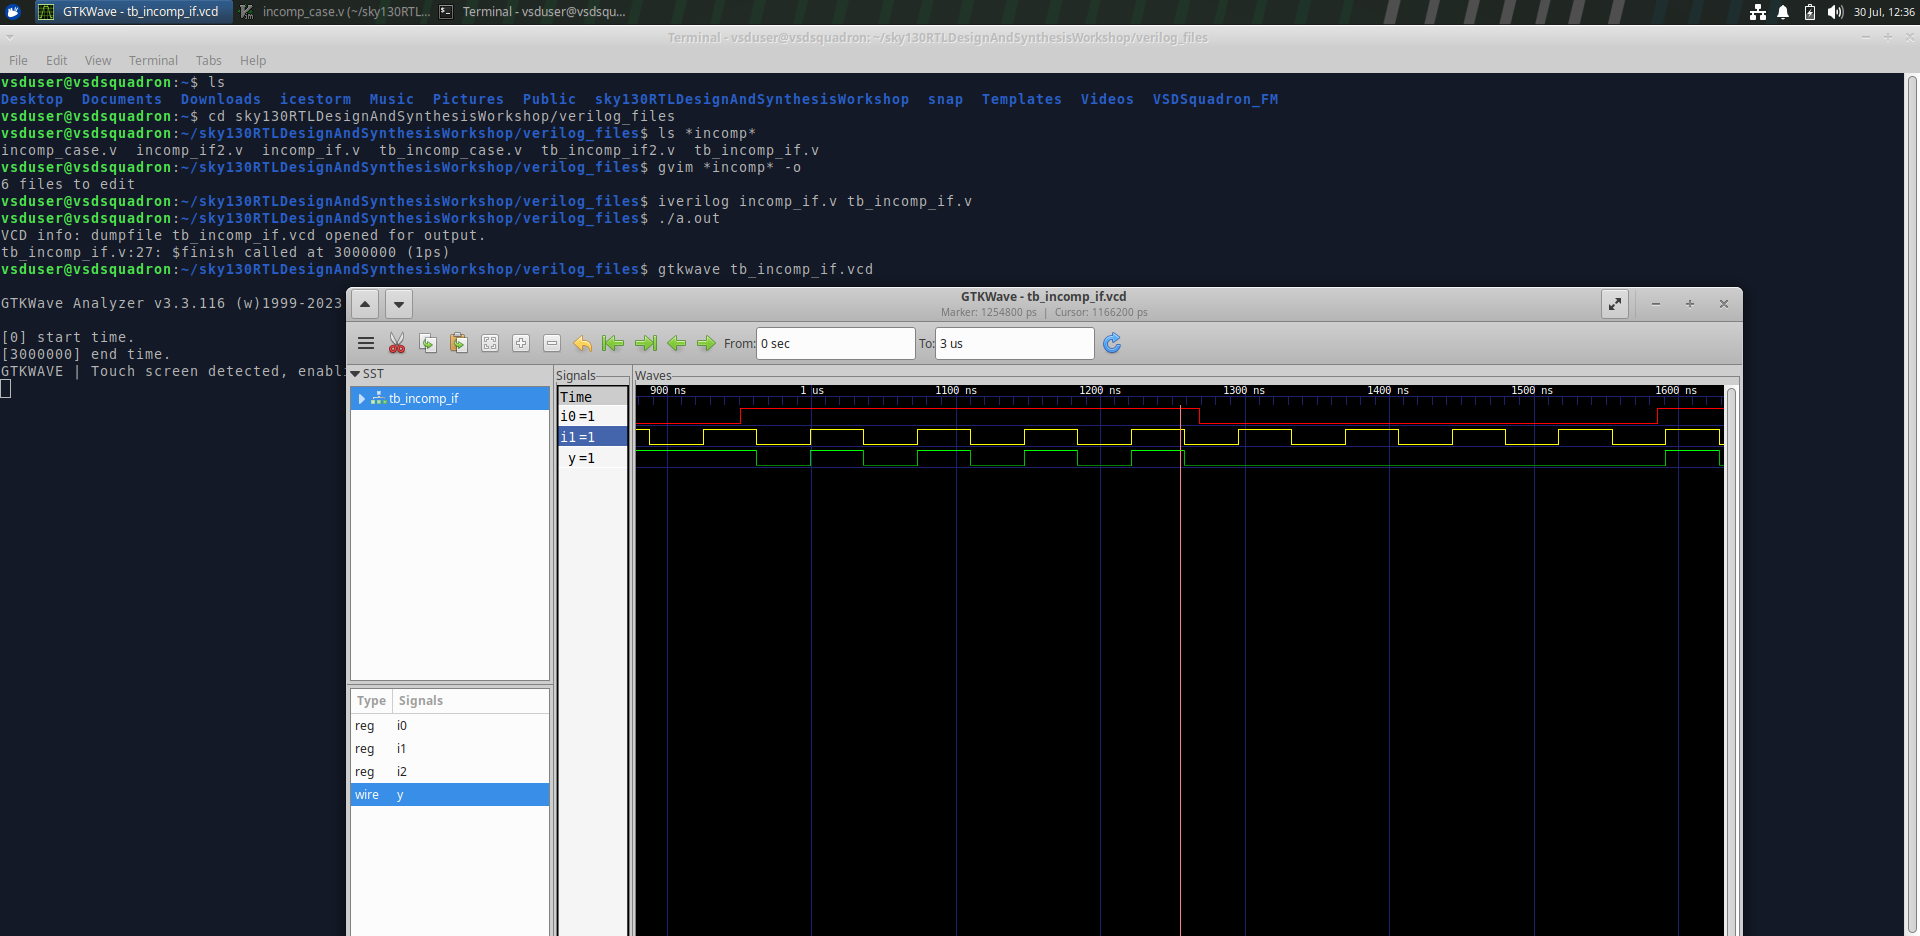 GTKWave - tb_incomp_if.vcd
incomp_case.v (~/sky130RTL...
Terminal - vsduser@vsdsqu...
30 Jul, 12:36
Terminal - vsduser@vsdsquadron: ~/sky130RTLDesignAndSynthesisWorkshop/verilog_files
File Edit View Terminal Tabs Help
vsduser@vsdsquadron:~$ ls
Desktop Documents Downloads icestorm Music Pictures Public sky130RTLDesignAndSynthesisWorkshop snap Templates Videos VSDSquadron_FM
vsduser@vsdsquadron:~$ cd sky130RTLDesignAndSynthesisWorkshop/verilog_files
vsduser@vsdsquadron:~/sky130RTLDesignAndSynthesisWorkshop/verilog_files$ ls *incomp*
incomp_case.v incomp_if2.v incomp_if.v tb_incomp_case.v tb_incomp_if2.v tb_incomp_if.v
vsduser@vsdsquadron:~/sky130RTLDesignAndSynthesisWorkshop/verilog_files$ gvim *incomp* -o
6 files to edit
vsduser@vsdsquadron:~/sky130RTLDesignAndSynthesisWorkshop/verilog_files$ iverilog incomp_if.v tb_incomp_if.v
vsduser@vsdsquadron:~/sky130RTLDesignAndSynthesisWorkshop/verilog_files$ ./a.out
VCD info: dumpfile tb_incomp_if.vcd opened for output.
tb_incomp_if.v:27: $finish called at 3000000 (1ps)
vsduser@vsdsquadron:~/sky130RTLDesignAndSynthesisWorkshop/verilog_files$ gtkwave tb_incomp_if.vcd
GTKWave Analyzer v3.3.116 (w)1999-2023
[0] start time.
[3000000] end time.
GTKWAVE | Touch screen detected, enabl
GTKWave - tb_incomp_if.vcd
Marker: 1254800 ps | Cursor: 1166200 ps
From: 0 sec To: 3 us
SST
tb_incomp_if
Type Signals
reg i0
reg i1
reg i2
wire y
Signals
Time
i0 =1
i1 =1
y =1
Waves
900 ns 1 us 1100 ns 1200 ns 1300 ns 1400 ns 1500 ns 1600 ns